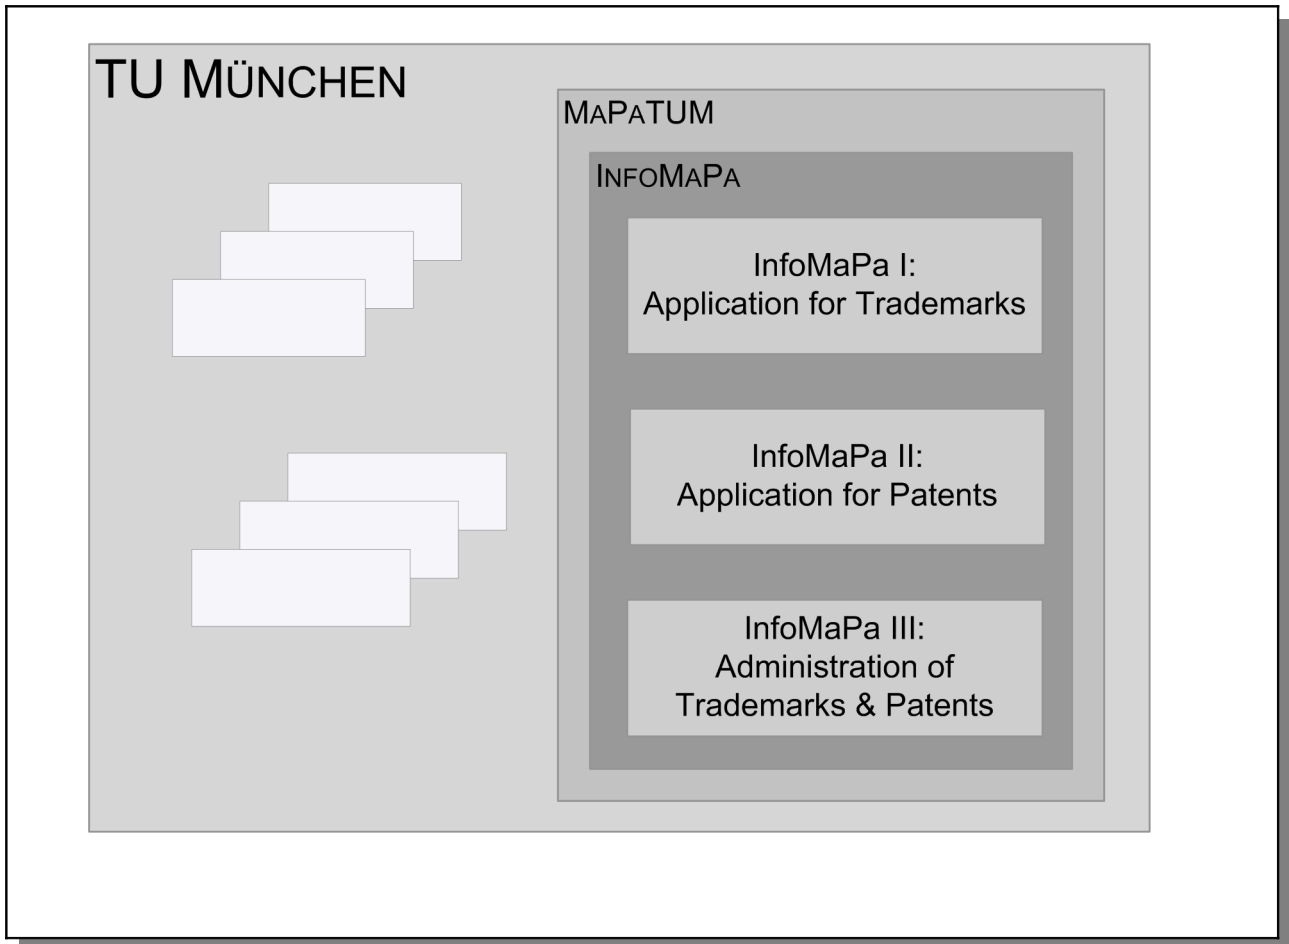 TU MÜNCHEN
MAPATUM
INFOMAPA
InfoMaPa I:
Application for Trademarks
InfoMaPa II:
Application for Patents
InfoMaPa III:
Administration of
Trademarks & Patents